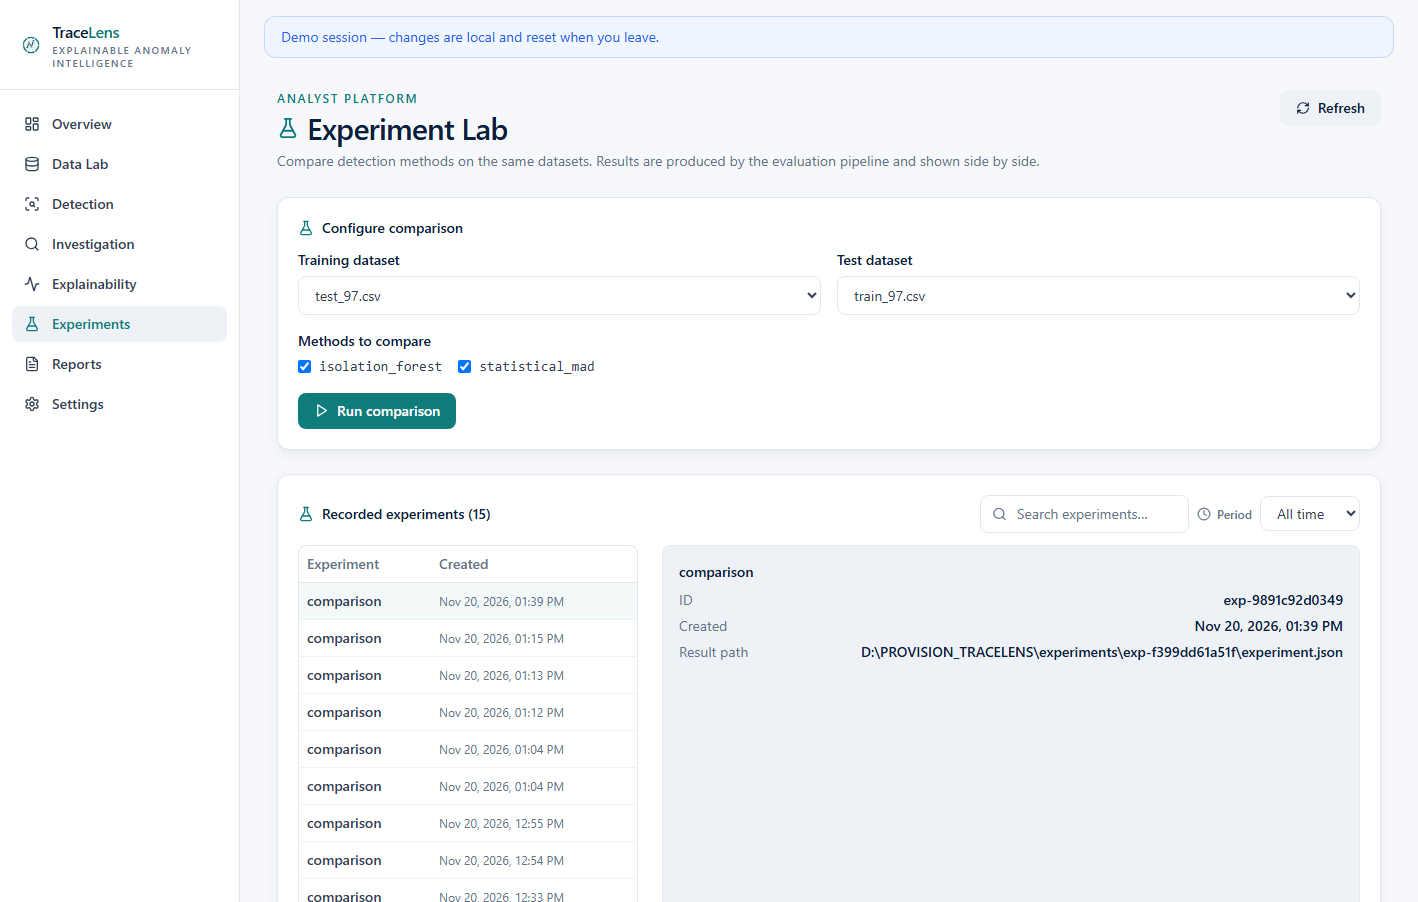 TraceLens
EXPLAINABLE ANOMALY
INTELLIGENCE
Overview
Data Lab
Detection
Investigation
Explainability
Experiments
Reports
Settings
Demo session — changes are local and reset when you leave.
ANALYST PLATFORM
Experiment Lab
Refresh
Compare detection methods on the same datasets. Results are produced by the evaluation pipeline and shown side by side.
Configure comparison
Training dataset
Test dataset
test_97.csv
train_97.csv
Methods to compare
isolation_forest
statistical_mad
Run comparison
Recorded experiments (15)
Search experiments...
Period
All time
Experiment Created
comparison Nov 20, 2026, 01:39 PM
comparison Nov 20, 2026, 01:15 PM
comparison Nov 20, 2026, 01:13 PM
comparison Nov 20, 2026, 01:12 PM
comparison Nov 20, 2026, 01:04 PM
comparison Nov 20, 2026, 01:04 PM
comparison Nov 20, 2026, 12:55 PM
comparison Nov 20, 2026, 12:54 PM
comparison Nov 20, 2026, 12:33 PM
comparison
ID exp-9891c92d0349
Created Nov 20, 2026, 01:39 PM
Result path D:\PROVISION_TRACELENS\experiments\exp-f399dd61a51f\experiment.json